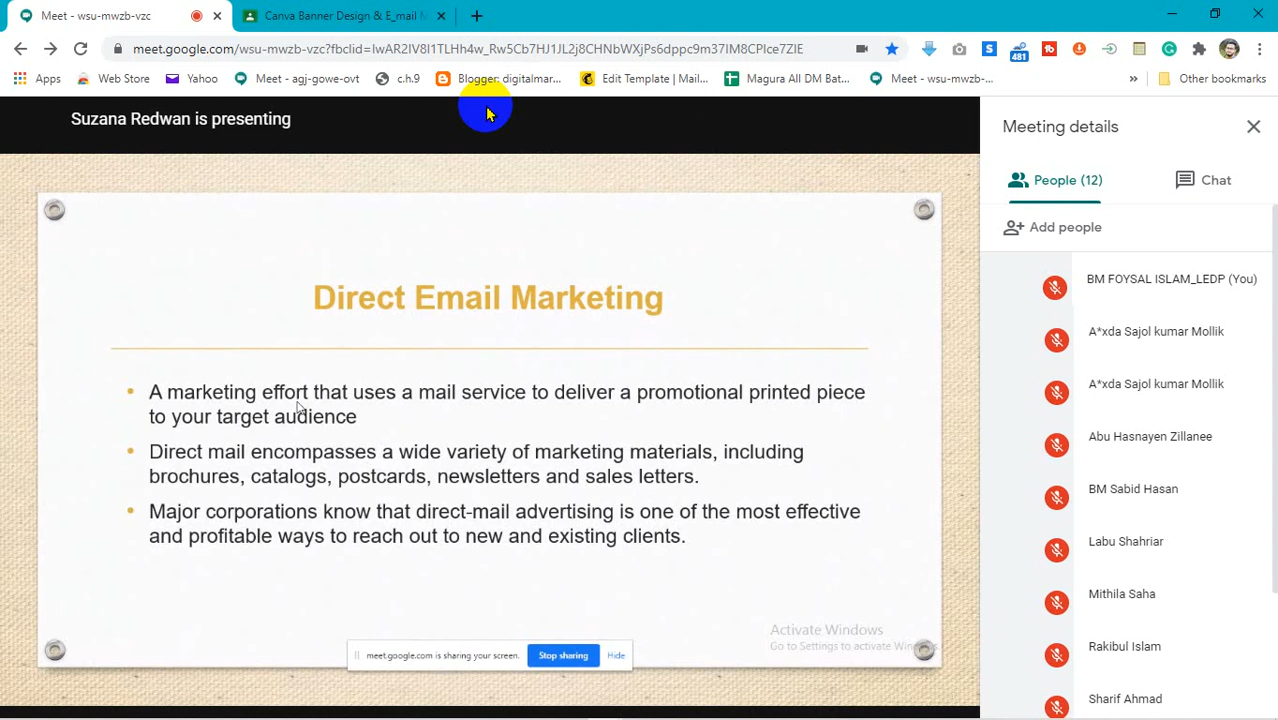 Meet - wsu-mwzb-vzc
Canva Banner Design & E_mail M
meet.google.com/wsu-mwzb-vzc?fbclid=IwAR2IV8I1TLHh4w_Rw5Cb7HJ1JL2j8CHNbWXjPs6dppc9m37IM8CPIce7ZIE
481
Apps
Web Store
Yahoo
Meet - agj-gowe-ovt
c.h.9
Blogger: digitalmar...
Edit Template | Mail...
Magura All DM Bat...
Meet - wsu-mwzb-...
Other bookmarks
Suzana Redwan is presenting
Direct Email Marketing
• A marketing effort that uses a mail service to deliver a promotional printed piece
to your target audience
• Direct mail encompasses a wide variety of marketing materials, including
brochures, catalogs, postcards, newsletters and sales letters.
• Major corporations know that direct-mail advertising is one of the most effective
and profitable ways to reach out to new and existing clients.
Activate Windows
Go to Settings to activate Windows.
meet.google.com is sharing your screen.
Stop sharing
Hide
Meeting details
People (12)
Chat
Add people
BM FOYSAL ISLAM_LEDP (You)
A*xda Sajol kumar Mollik
A*xda Sajol kumar Mollik
Abu Hasnayen Zillanee
BM Sabid Hasan
Labu Shahriar
Mithila Saha
Rakibul Islam
Sharif Ahmad